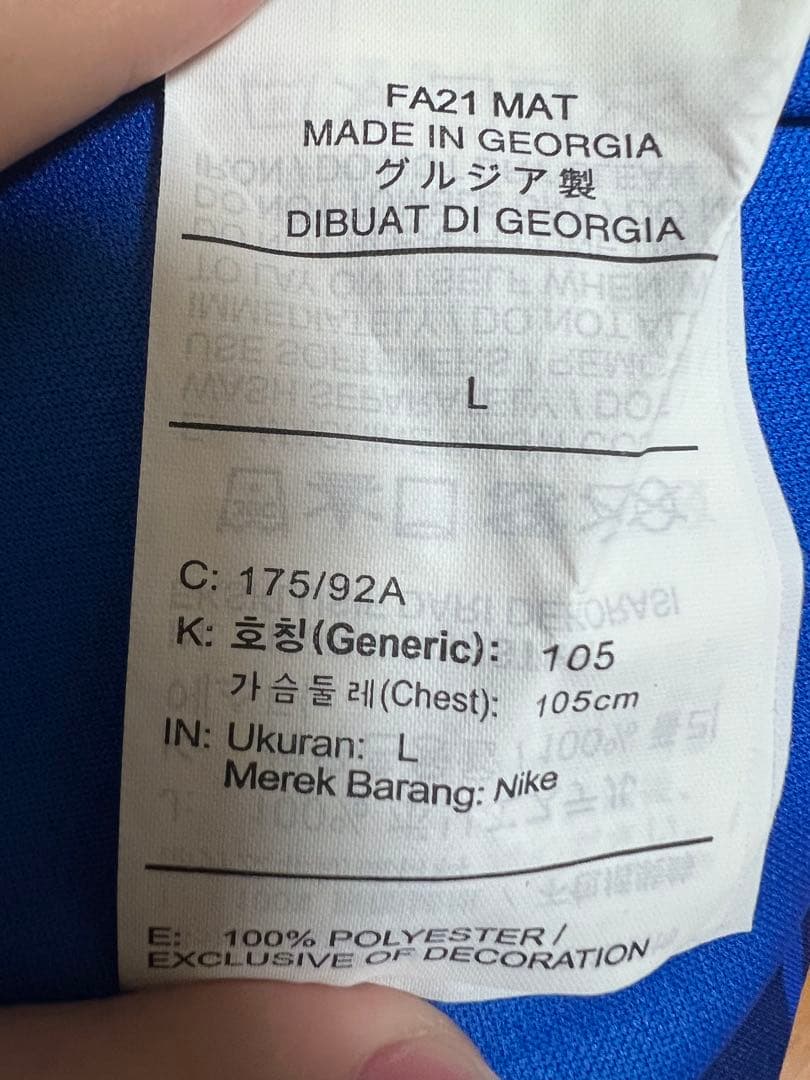 FA21 MAT
MADE IN GEORGIA
グルジア製
DIBUAT DI GEORGIA
L
C: 175/92A
K: 호칭(Generic): 105
가슴둘레(Chest): 105cm
IN: Ukuran: L
Merek Barang: Nike
E: 100% POLYESTER /
EXCLUSIVE OF DECORATION